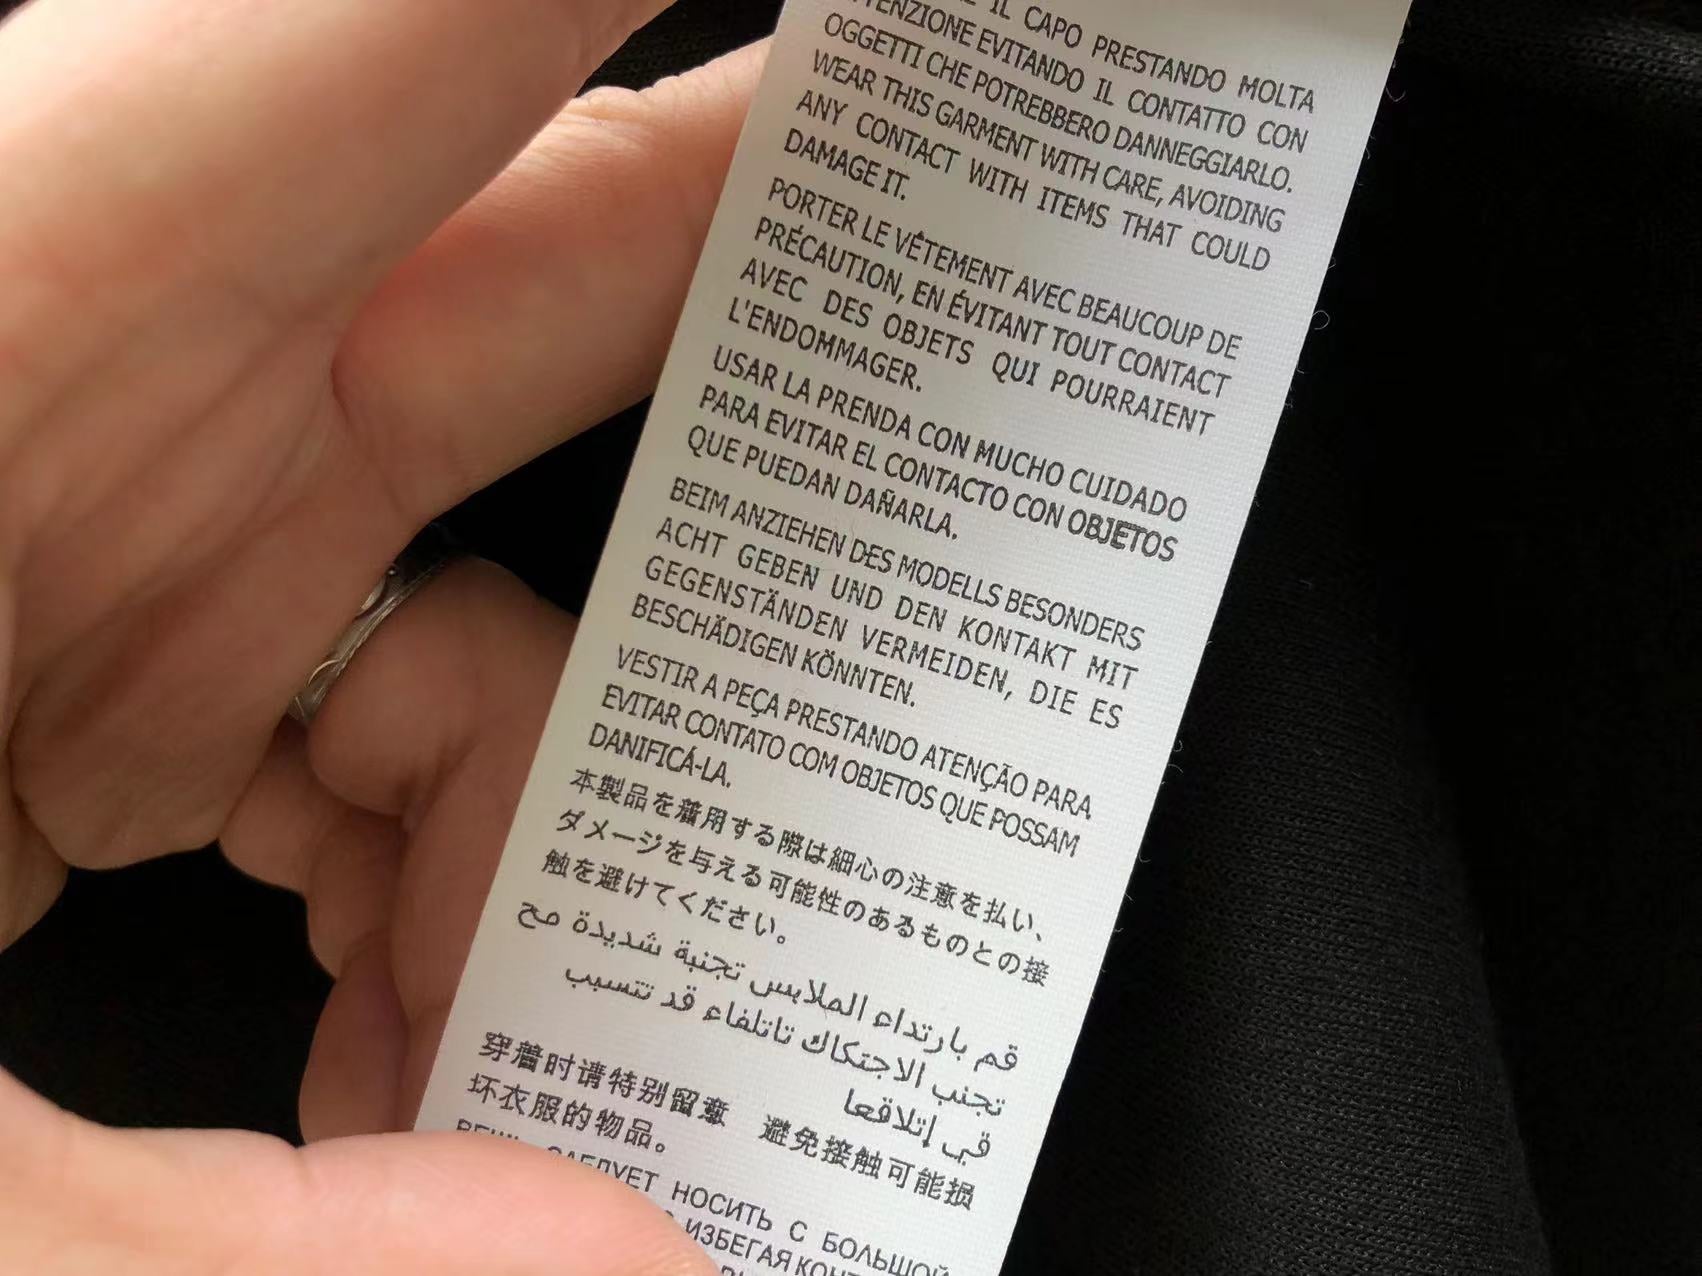 IL CAPO PRESTANDO MOLTA
ATTENZIONE EVITANDO IL CONTATTO CON
OGGETTI CHE POTREBBERO DANNEGGIARLO.
WEAR THIS GARMENT WITH CARE, AVOIDING
ANY CONTACT WITH ITEMS THAT COULD
DAMAGE IT.
PORTER LE VÊTEMENT AVEC BEAUCOUP DE
PRÉCAUTION, EN ÉVITANT TOUT CONTACT
AVEC DES OBJETS QUI POURRAIENT
L'ENDOMMAGER.
USAR LA PRENDA CON MUCHO CUIDADO
PARA EVITAR EL CONTACTO CON OBJETOS
QUE PUEDAN DAÑARLA.
BEIM ANZIEHEN DES MODELLS BESONDERS
ACHT GEBEN UND DEN KONTAKT MIT
GEGENSTÄNDEN VERMEIDEN, DIE ES
BESCHÄDIGEN KÖNNTEN.
VESTIR A PEÇA PRESTANDO ATENÇÃO PARA
EVITAR CONTATO COM OBJETOS QUE POSSAM
DANIFICÁ-LA.
本製品を着用する際は細心の注意を払い、
ダメージを与える可能性のあるものとの接
触を避けてください。
قم بارتداء الملابس تجنبة شديدة مح
تجنب الاجتكاك تاتلفاء قد تتسبب
في إتلاقعا
穿着时请特别留意 避免接触可能损
坏衣服的物品。
СЛЕДУЕТ НОСИТЬ С БОЛЬШОЙ
ИЗБЕГАЯ